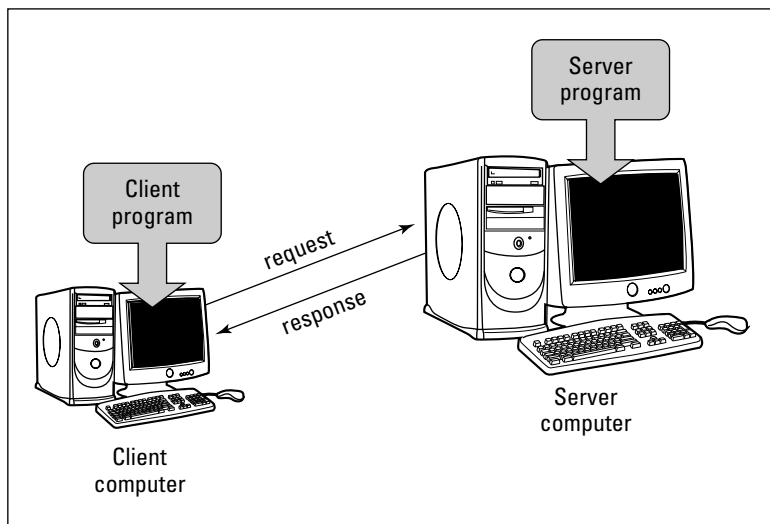 Server
program
Client
program
request
response
Server
computer
Client
computer